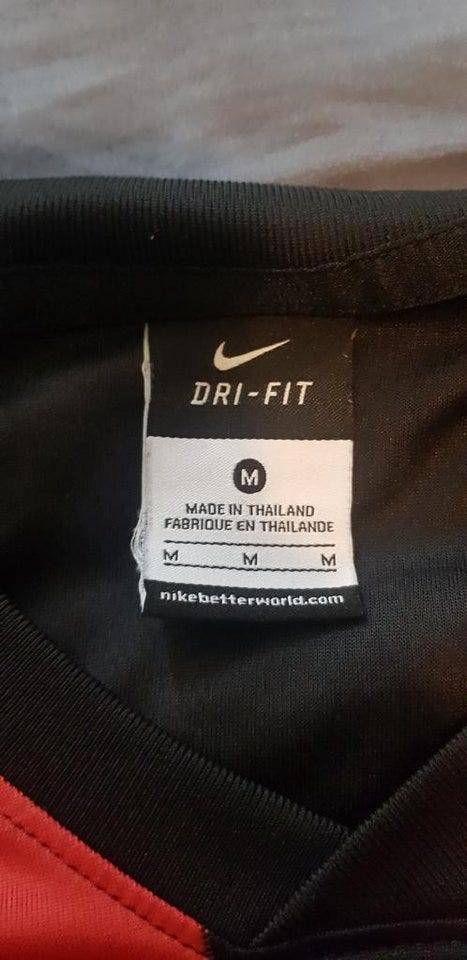 DRI-FIT
M
MADE IN THAILAND
FABRIQUE EN THAILANDE
M M M
nikebetterworld.com